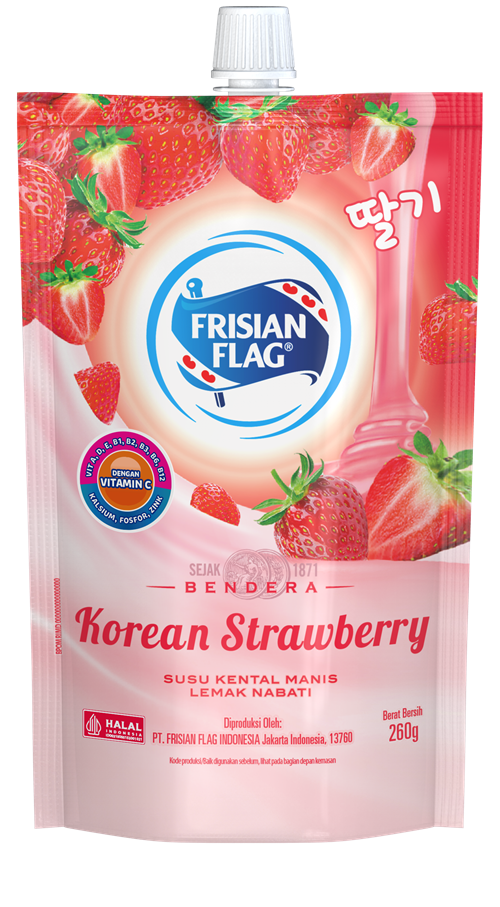 딸기
FRISIAN
FLAG®
VIT A, D, E, B1, B2, B3, B6, B12
DENGAN
VITAMIN C
KALSIUM, FOSFOR, ZINK
SEJAK 1871
BENDERA
Korean Strawberry
SUSU KENTAL MANIS
LEMAK NABATI
HALAL
INDONESIA
Diproduksi Oleh:
PT. FRISIAN FLAG INDONESIA Jakarta Indonesia, 13760
Kode produksi/Baik digunakan sebelum, lihat pada bagian depan kemasan
Berat Bersih
260g